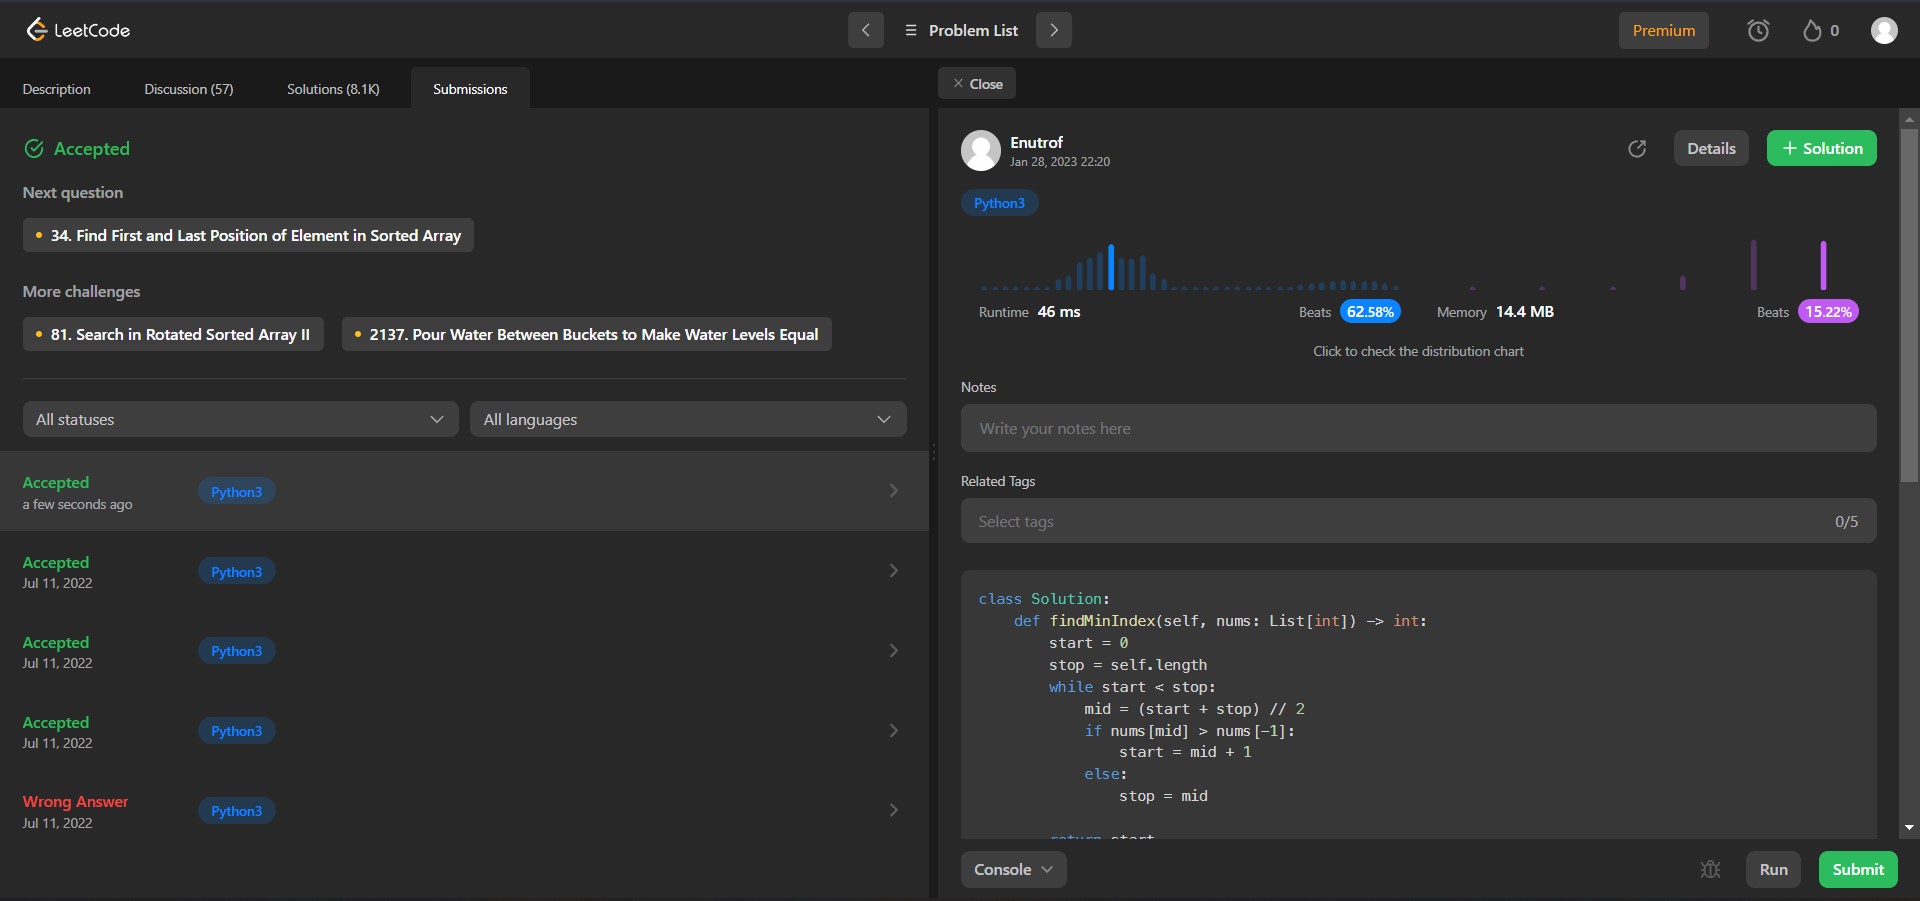 LeetCode
Problem List
Premium
0
Description
Discussion (57)
Solutions (8.1K)
Submissions
Close
Accepted
Next question
34. Find First and Last Position of Element in Sorted Array
More challenges
81. Search in Rotated Sorted Array II
2137. Pour Water Between Buckets to Make Water Levels Equal
All statuses
All languages
Accepted
a few seconds ago
Python3
Accepted
Jul 11, 2022
Python3
Accepted
Jul 11, 2022
Python3
Accepted
Jul 11, 2022
Python3
Wrong Answer
Jul 11, 2022
Python3
Enutrof
Jan 28, 2023 22:20
Details
+ Solution
Python3
Runtime 46 ms
Beats 62.58%
Memory 14.4 MB
Beats 15.22%
Click to check the distribution chart
Notes
Write your notes here
Related Tags
Select tags
0/5
class Solution:
    def findMinIndex(self, nums: List[int]) -> int:
        start = 0
        stop = self.length
        while start < stop:
            mid = (start + stop) // 2
            if nums[mid] > nums[-1]:
                start = mid + 1
            else:
                stop = mid
        return start
Console
Run
Submit